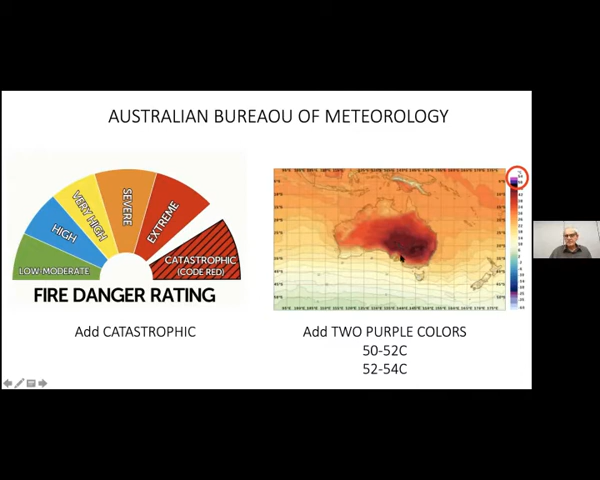 AUSTRALIAN BUREAOU OF METEOROLOGY
LOW-MODERATE
HIGH
VERY HIGH
SEVERE
EXTREME
CATASTROPHIC
(CODE RED)
FIRE DANGER RATING
Add CATASTROPHIC
Add TWO PURPLE COLORS
50-52C
52-54C